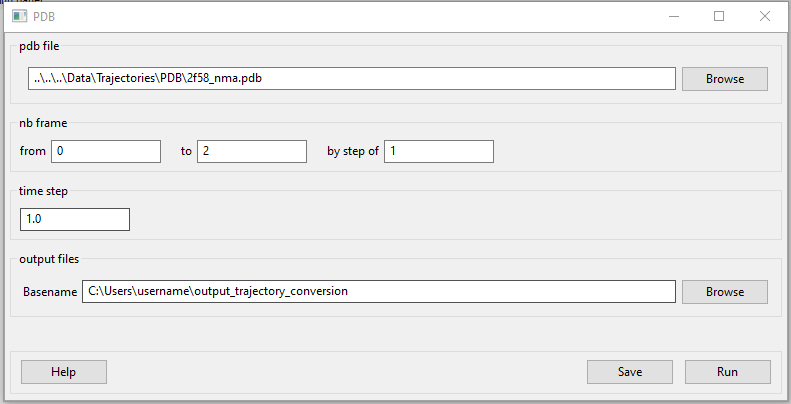 PDB
pdb file
..\..\..\Data\Trajectories\PDB\2f58_nma.pdb Browse
nb frame
from 0 to 2 by step of 1
time step
1.0
output files
Basename C:\Users\username\output_trajectory_conversion Browse
Help Save Run